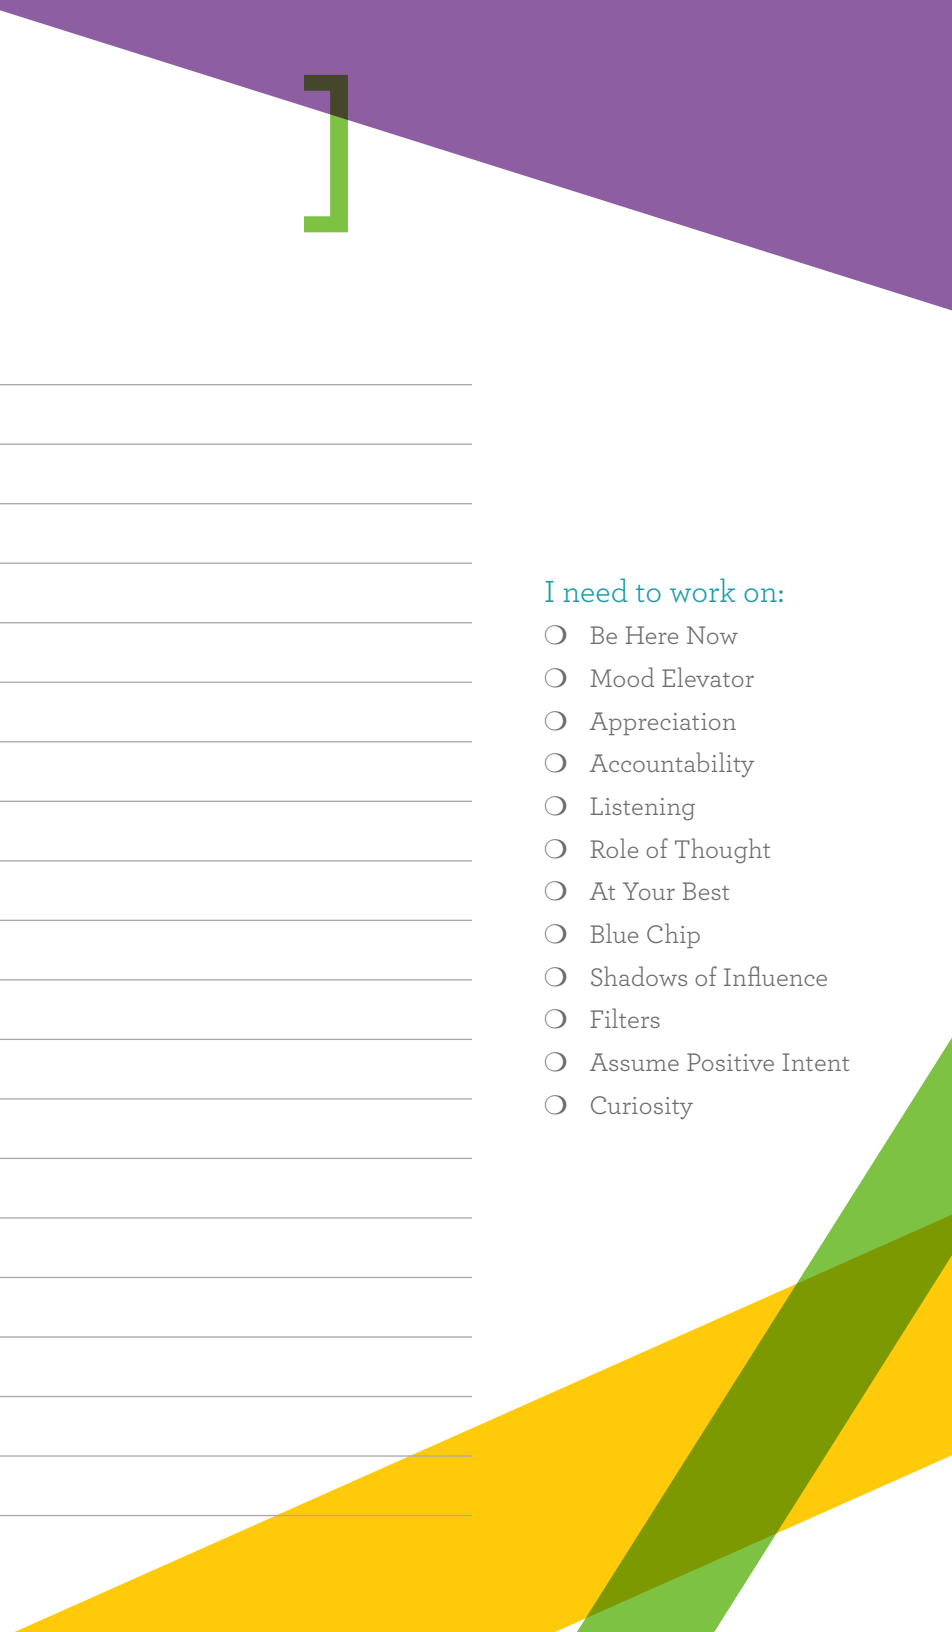 ]
I need to work on:
❍ Be Here Now
❍ Mood Elevator
❍ Appreciation
❍ Accountability
❍ Listening
❍ Role of Thought
❍ At Your Best
❍ Blue Chip
❍ Shadows of Influence
❍ Filters
❍ Assume Positive Intent
❍ Curiosity